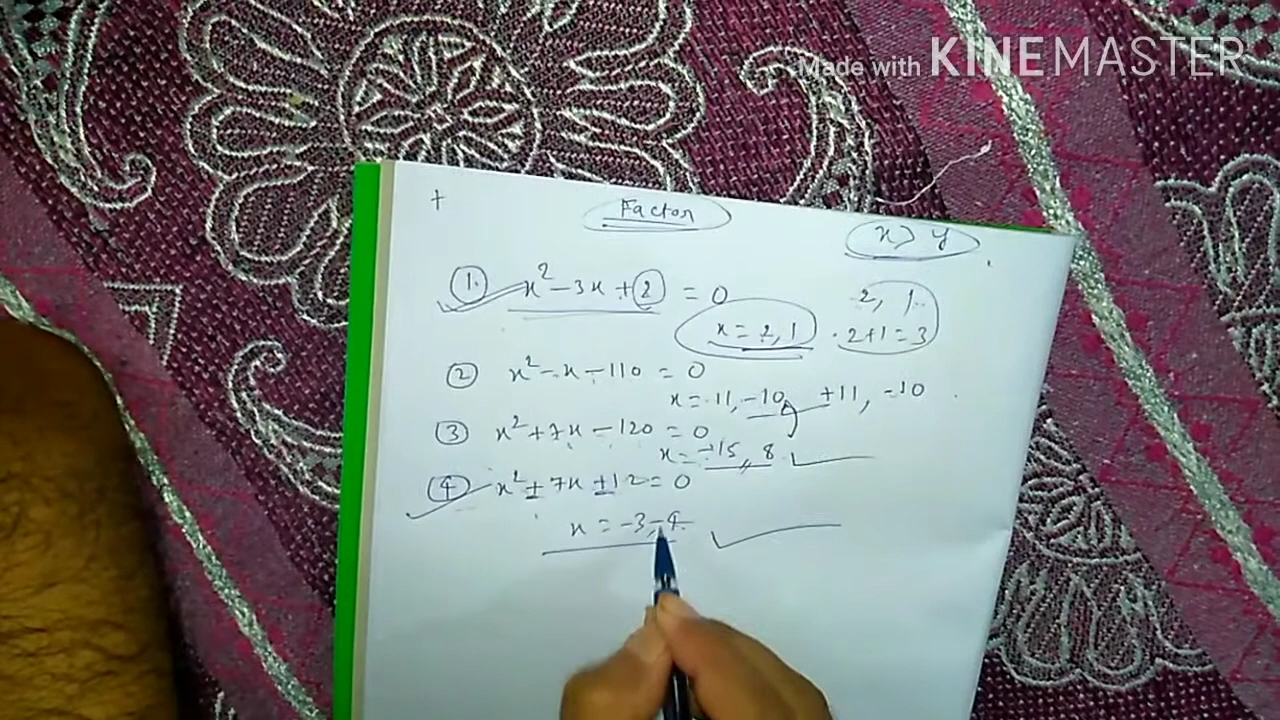 Made with KINEMASTER
+ Factor
x > y
① x² - 3x + 2 = 0
2, 1
x = 2, 1 2+1 = 3
② x² - x - 110 = 0
x = 11, -10 +11, -10
③ x² + 7x - 120 = 0
x = -15, 8
④ x² + 7x + 12 = 0
x = -3, -4